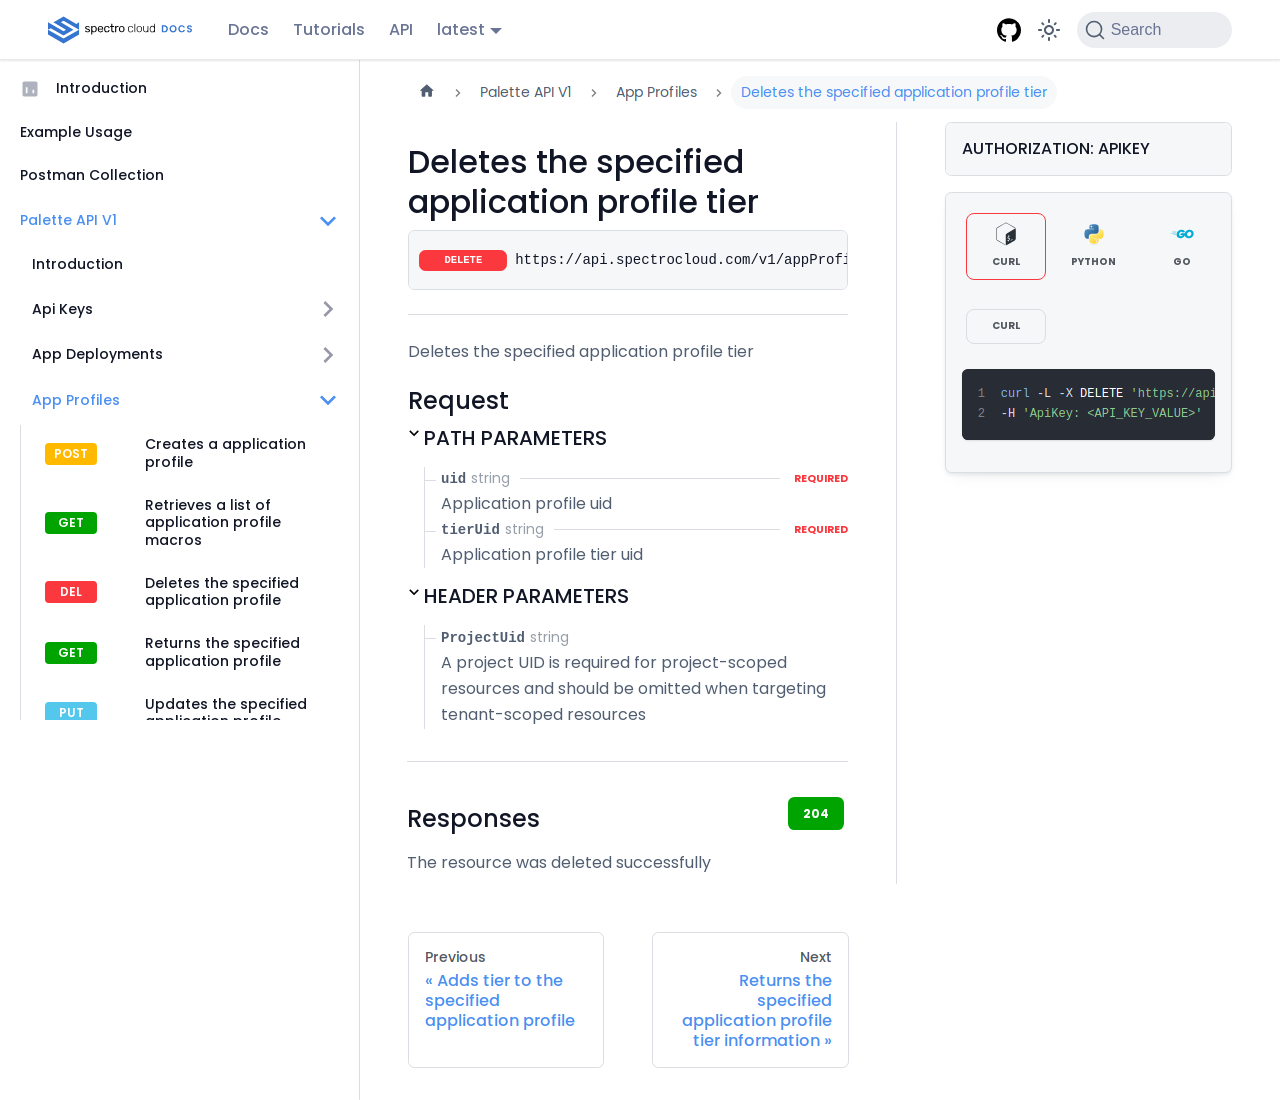 spectro cloud DOCS
Docs
Tutorials
API
latest
Search
Introduction
Example Usage
Postman Collection
Palette API V1
Introduction
Api Keys
App Deployments
App Profiles
POST
Creates a application
profile
GET
Retrieves a list of
application profile
macros
DEL
Deletes the specified
application profile
GET
Returns the specified
application profile
PUT
Updates the specified
Palette API V1
App Profiles
Deletes the specified application profile tier
Deletes the specified
application profile tier
DELETE https://api.spectrocloud.com/v1/appProfi
Deletes the specified application profile tier
Request
PATH PARAMETERS
uid string REQUIRED
Application profile uid
tierUid string REQUIRED
Application profile tier uid
HEADER PARAMETERS
ProjectUid string
A project UID is required for project-scoped
resources and should be omitted when targeting
tenant-scoped resources
Responses
204
The resource was deleted successfully
Previous
« Adds tier to the
specified
application profile
Next
Returns the
specified
application profile
tier information »
AUTHORIZATION: APIKEY
CURL
PYTHON
GO
CURL
1 curl -L -X DELETE 'https://api
2 -H 'ApiKey: <API_KEY_VALUE>'